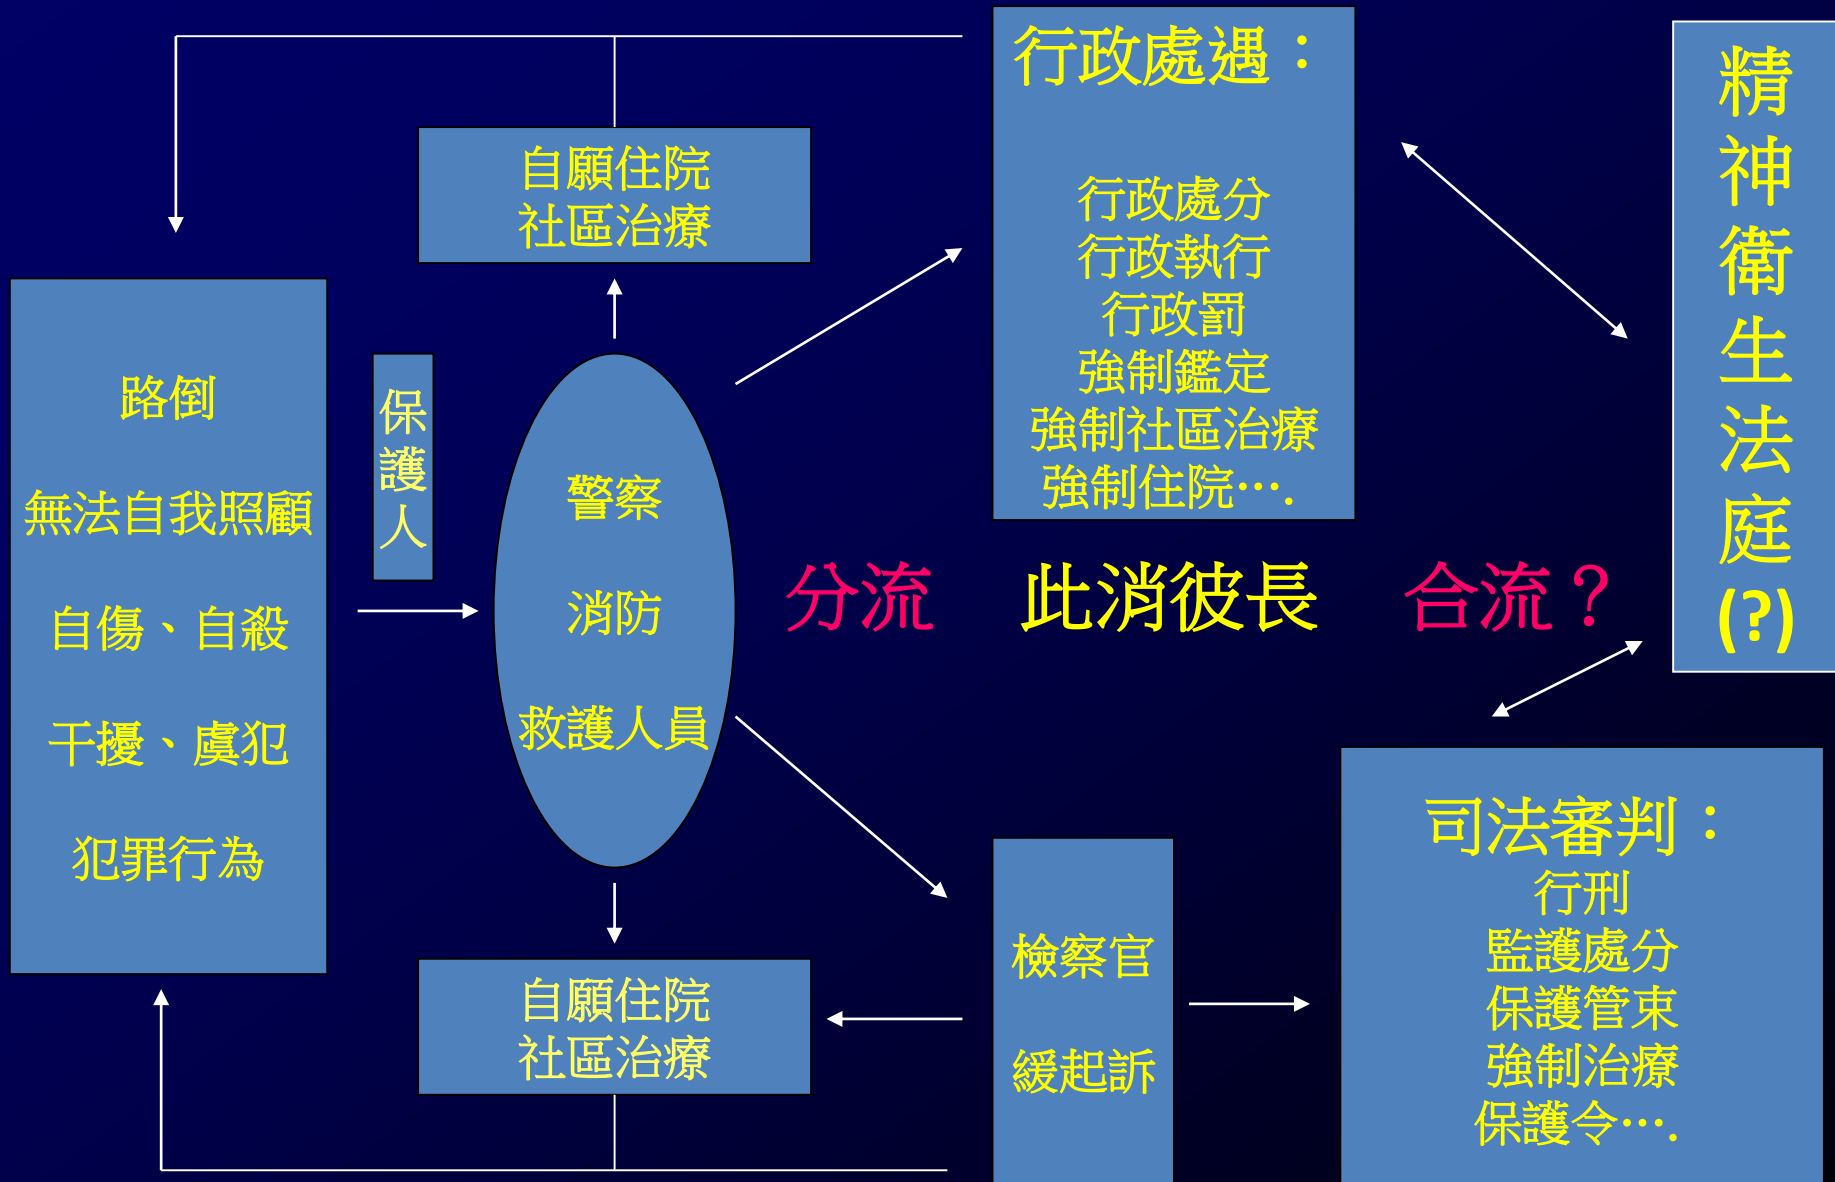 行政處遇：
行政處分
行政執行
行政罰
強制鑑定
強制社區治療
強制住院….
精神衛生法庭(?)
自願住院
社區治療
路倒
無法自我照顧
自傷、自殺
干擾、虞犯
犯罪行為
保護人
警察
消防
救護人員
分流 此消彼長 合流？
自願住院
社區治療
檢察官
緩起訴
司法審判：
行刑
監護處分
保護管束
強制治療
保護令….